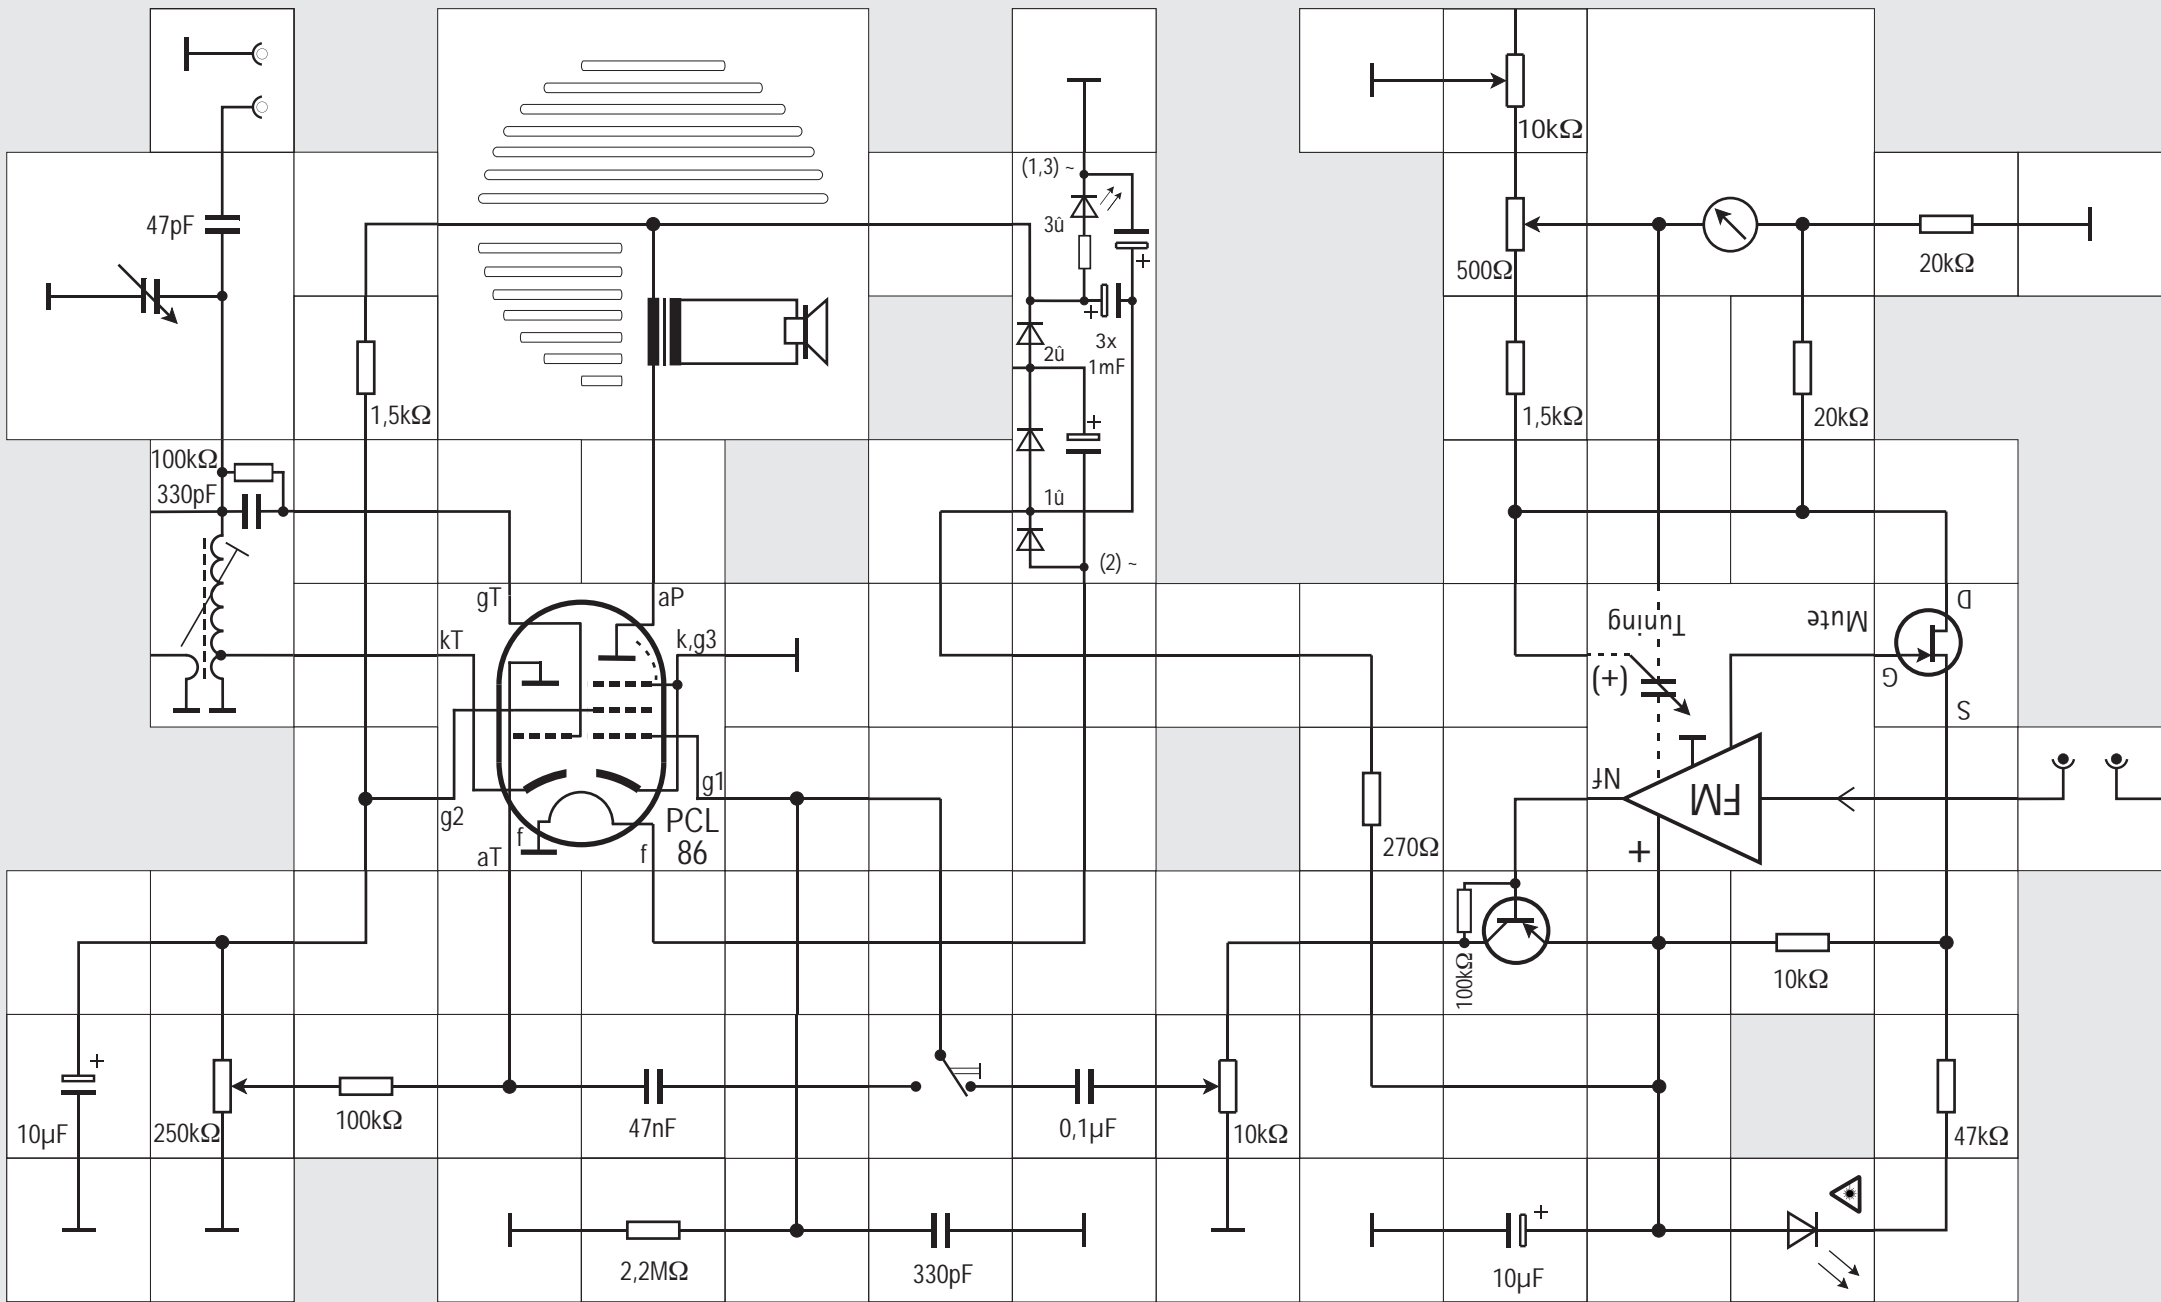 10kΩ
47pF
(1,3) ~
3û
+
500Ω
20kΩ
+
3x
1mF
2û
1,5kΩ
+
1,5kΩ
20kΩ
100kΩ
330pF
1û
(2) ~
gT
aP
kT
k,g3
Tuning
Mute
D
(+)
G
S
g1
g2
PCL
86
f
f
aT
Nf
FM
+
270Ω
100kΩ
10kΩ
+
10µF
250kΩ
100kΩ
47nF
0,1µF
10kΩ
47kΩ
2,2MΩ
330pF
+
10µF